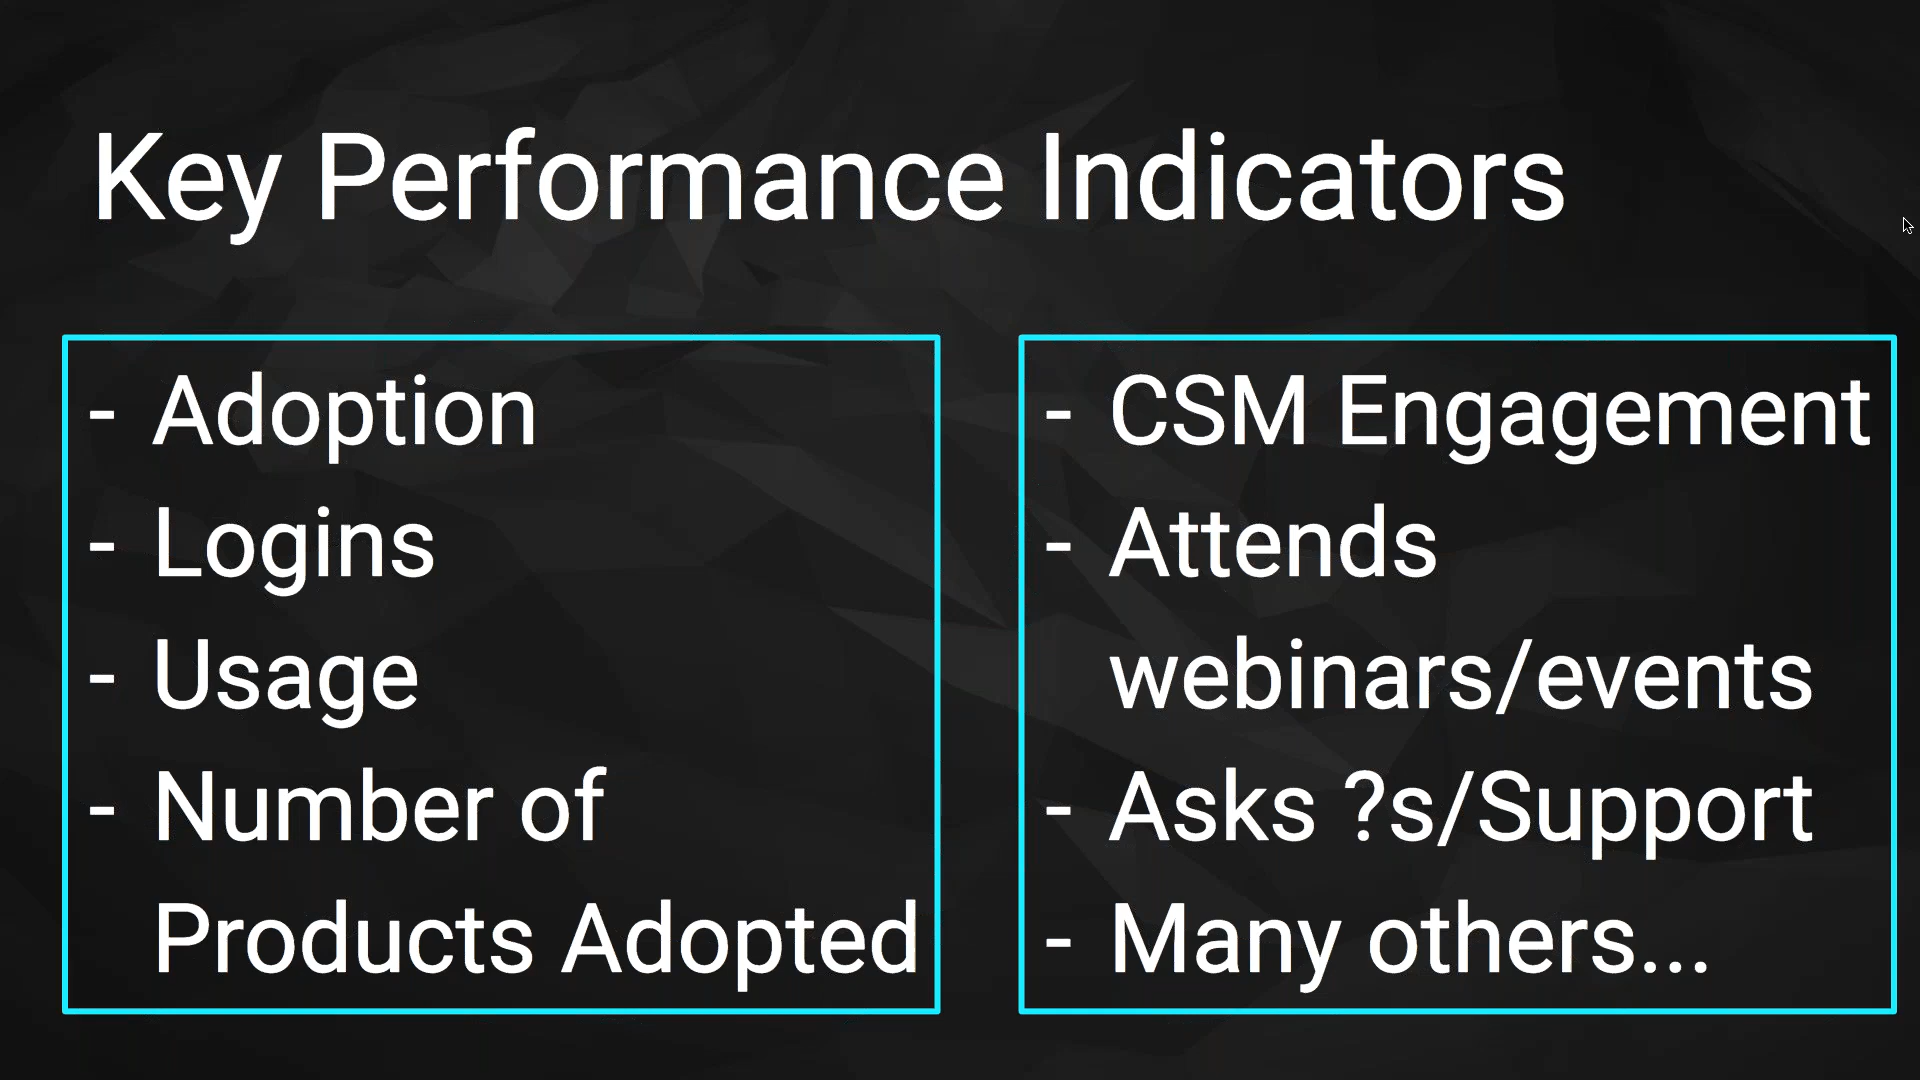 Key Performance Indicators
- Adoption
- Logins
- Usage
- Number of
Products Adopted
- CSM Engagement
- Attends
webinars/events
- Asks ?s/Support
- Many others...